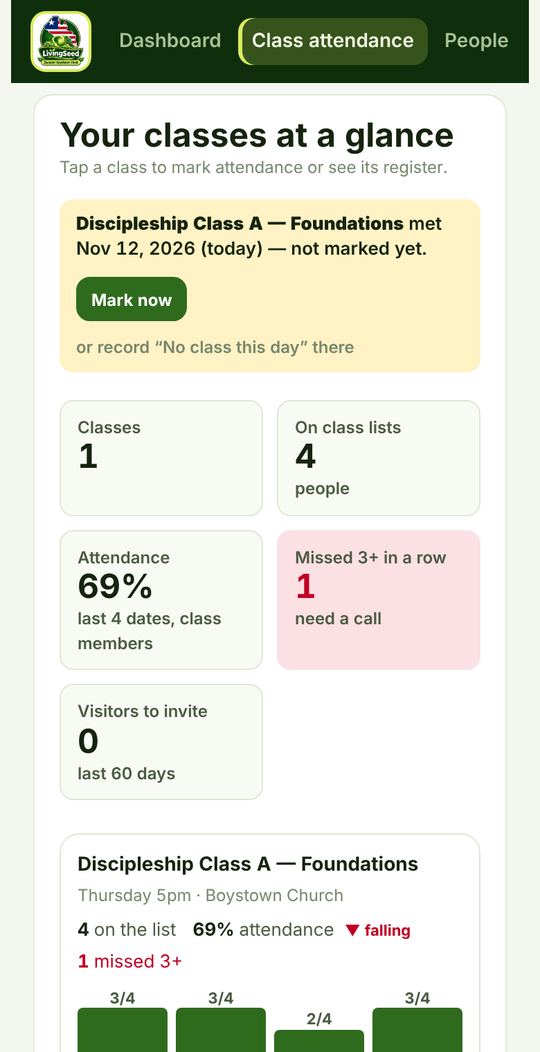 LivingSeed
Dashboard
Class attendance
People
Your classes at a glance
Tap a class to mark attendance or see its register.
Discipleship Class A — Foundations met
Nov 12, 2026 (today) — not marked yet.
Mark now
or record “No class this day” there
Classes
1
On class lists
4
people
Attendance
69%
last 4 dates, class
members
Missed 3+ in a row
1
need a call
Visitors to invite
0
last 60 days
Discipleship Class A — Foundations
Thursday 5pm · Boystown Church
4 on the list 69% attendance ▼ falling
1 missed 3+
3/4 3/4 2/4 3/4